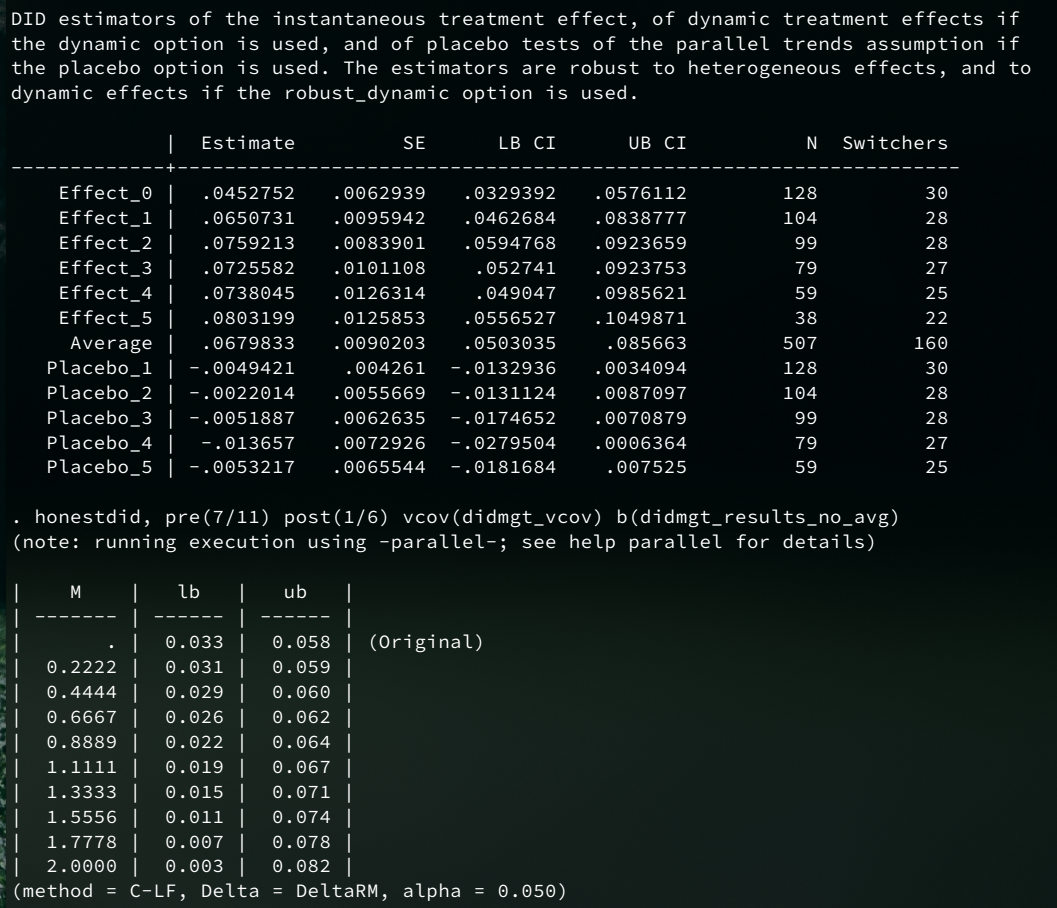 DID estimators of the instantaneous treatment effect, of dynamic treatment effects if
the dynamic option is used, and of placebo tests of the parallel trends assumption if
the placebo option is used. The estimators are robust to heterogeneous effects, and to
dynamic effects if the robust_dynamic option is used.
             |  Estimate         SE      LB CI      UB CI          N  Switchers
-------------+-------------------------------------------------------------------
    Effect_0 |  .0452752   .0062939   .0329392   .0576112        128         30
    Effect_1 |  .0650731   .0095942   .0462684   .0838777        104         28
    Effect_2 |  .0759213   .0083901   .0594768   .0923659         99         28
    Effect_3 |  .0725582   .0101108    .052741   .0923753         79         27
    Effect_4 |  .0738045   .0126314    .049047   .0985621         59         25
    Effect_5 |  .0803199   .0125853   .0556527   .1049871         38         22
     Average |  .0679833   .0090203   .0503035    .085663        507        160
   Placebo_1 | -.0049421    .004261  -.0132936   .0034094        128         30
   Placebo_2 | -.0022014   .0055669  -.0131124   .0087097        104         28
   Placebo_3 | -.0051887   .0062635  -.0174652   .0070879         99         28
   Placebo_4 |  -.013657   .0072926  -.0279504   .0006364         79         27
   Placebo_5 | -.0053217   .0065544  -.0181684    .007525         59         25
. honestdid, pre(7/11) post(1/6) vcov(didmgt_vcov) b(didmgt_results_no_avg)
(note: running execution using -parallel-; see help parallel for details)
|    M    |   lb   |   ub   |
| ------- | ------ | ------ |
|       . |  0.033 |  0.058 | (Original)
|  0.2222 |  0.031 |  0.059 |
|  0.4444 |  0.029 |  0.060 |
|  0.6667 |  0.026 |  0.062 |
|  0.8889 |  0.022 |  0.064 |
|  1.1111 |  0.019 |  0.067 |
|  1.3333 |  0.015 |  0.071 |
|  1.5556 |  0.011 |  0.074 |
|  1.7778 |  0.007 |  0.078 |
|  2.0000 |  0.003 |  0.082 |
(method = C-LF, Delta = DeltaRM, alpha = 0.050)